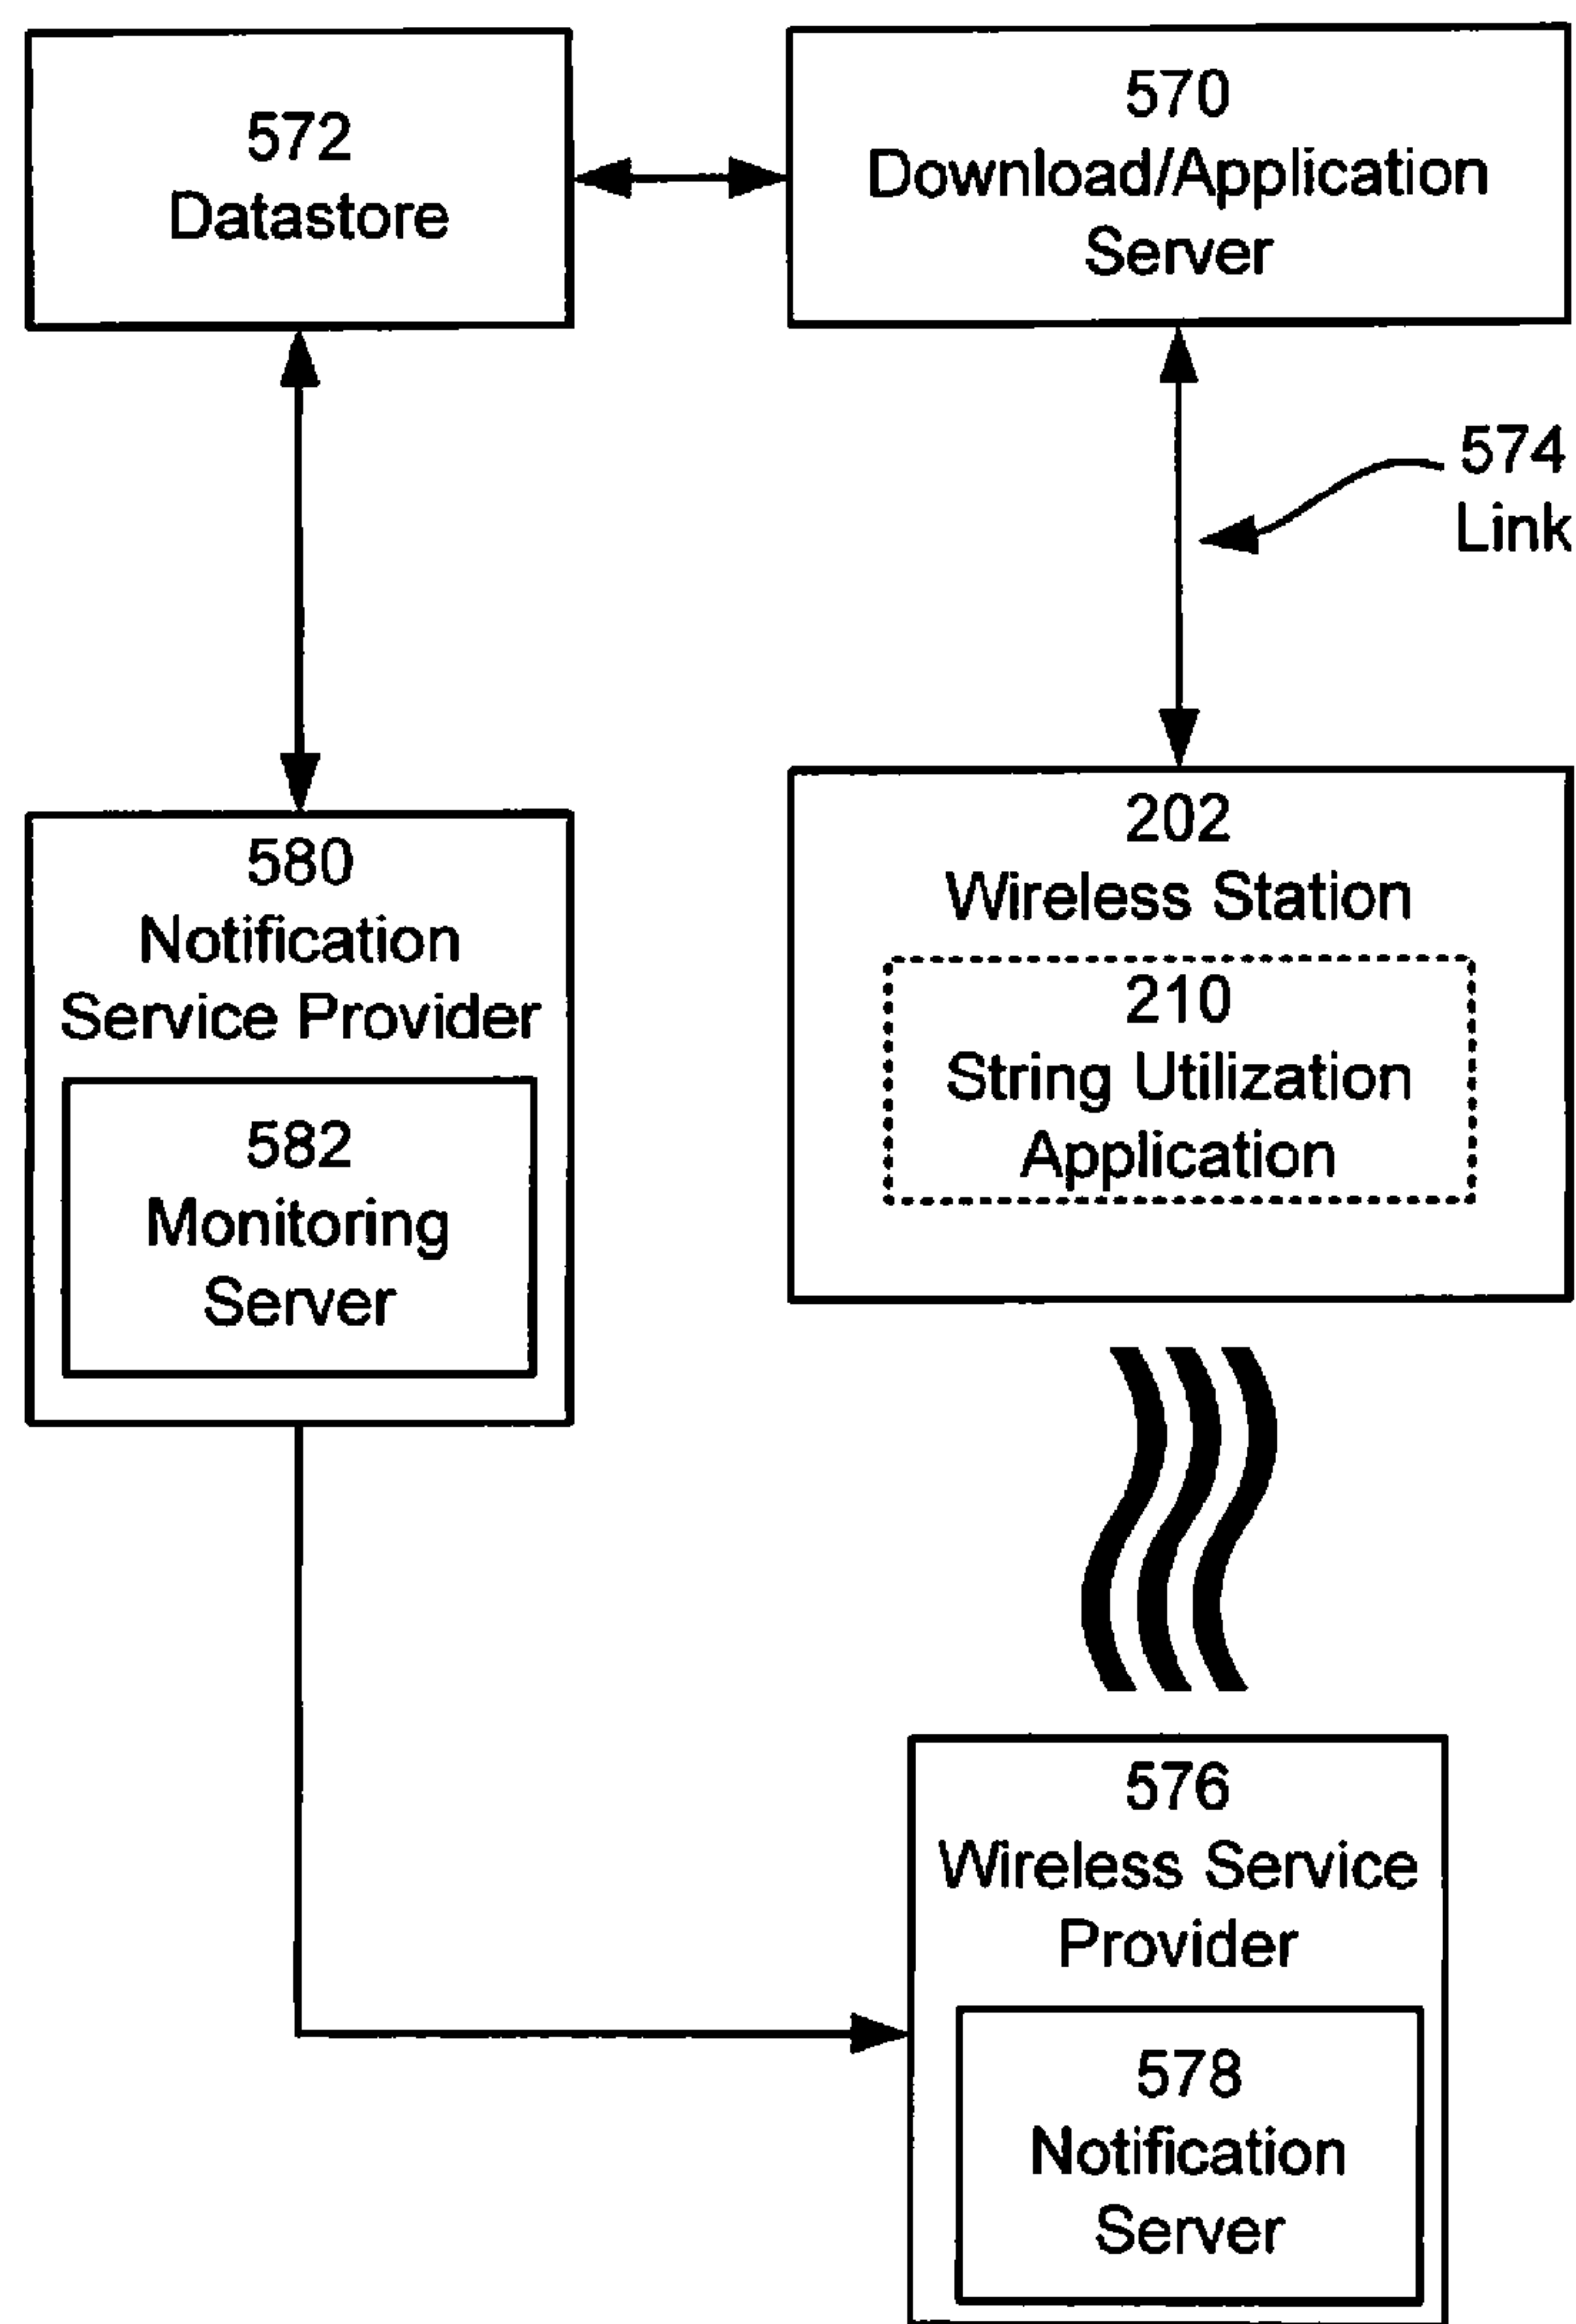 572
Datastore
570
Download/Application
Server
574
Link
580
Notification
Service Provider
582
Monitoring
Server
202
Wireless Station
210
String Utilization
Application
576
Wireless Service
Provider
578
Notification
Server